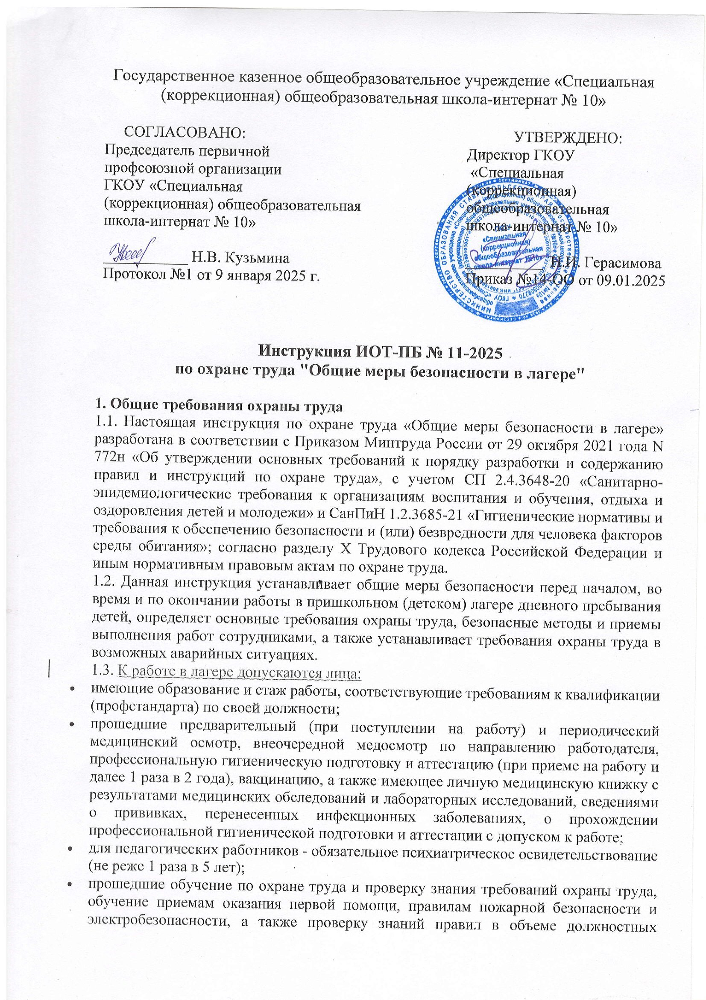 Государственное казенное общеобразовательное учреждение «Специальная
(коррекционная) общеобразовательная школа-интернат № 10»
СОГЛАСОВАНО:
Председатель первичной
профсоюзной организации
ГКОУ «Специальная
(коррекционная) общеобразовательная
школа-интернат № 10»
Н.В. Кузьмина
Протокол №1 от 9 января 2025 г.
УТВЕРЖДЕНО:
Директор ГКОУ
«Специальная
(коррекционная)
общеобразовательная
школа-интернат № 10»
Н.И. Герасимова
Приказ №14-ОО от 09.01.2025
«Специальная
(коррекционная)
общеобразовательная
школа-интернат №10»
Инструкция ИОТ-ПБ № 11-2025
по охране труда "Общие меры безопасности в лагере"
1. Общие требования охраны труда
1.1. Настоящая инструкция по охране труда «Общие меры безопасности в лагере»
разработана в соответствии с Приказом Минтруда России от 29 октября 2021 года N
772н «Об утверждении основных требований к порядку разработки и содержанию
правил и инструкций по охране труда», с учетом СП 2.4.3648-20 «Санитарно-
эпидемиологические требования к организациям воспитания и обучения, отдыха и
оздоровления детей и молодежи» и СанПиН 1.2.3685-21 «Гигиенические нормативы и
требования к обеспечению безопасности и (или) безвредности для человека факторов
среды обитания»; согласно разделу X Трудового кодекса Российской Федерации и
иным нормативным правовым актам по охране труда.
1.2. Данная инструкция устанавливает общие меры безопасности перед началом, во
время и по окончании работы в пришкольном (детском) лагере дневного пребывания
детей, определяет основные требования охраны труда, безопасные методы и приемы
выполнения работ сотрудниками, а также устанавливает требования охраны труда в
возможных аварийных ситуациях.
1.3. К работе в лагере допускаются лица:
• имеющие образование и стаж работы, соответствующие требованиям к квалификации
(профстандарта) по своей должности;
• прошедшие предварительный (при поступлении на работу) и периодический
медицинский осмотр, внеочередной медосмотр по направлению работодателя,
профессиональную гигиеническую подготовку и аттестацию (при приеме на работу и
далее 1 раза в 2 года), вакцинацию, а также имеющее личную медицинскую книжку с
результатами медицинских обследований и лабораторных исследований, сведениями
о прививках, перенесенных инфекционных заболеваниях, о прохождении
профессиональной гигиенической подготовки и аттестации с допуском к работе;
• для педагогических работников - обязательное психиатрическое освидетельствование
(не реже 1 раза в 5 лет);
• прошедшие обучение по охране труда и проверку знания требований охраны труда,
обучение приемам оказания первой помощи, правилам пожарной безопасности и
электробезопасности, а также проверку знаний правил в объеме должностных